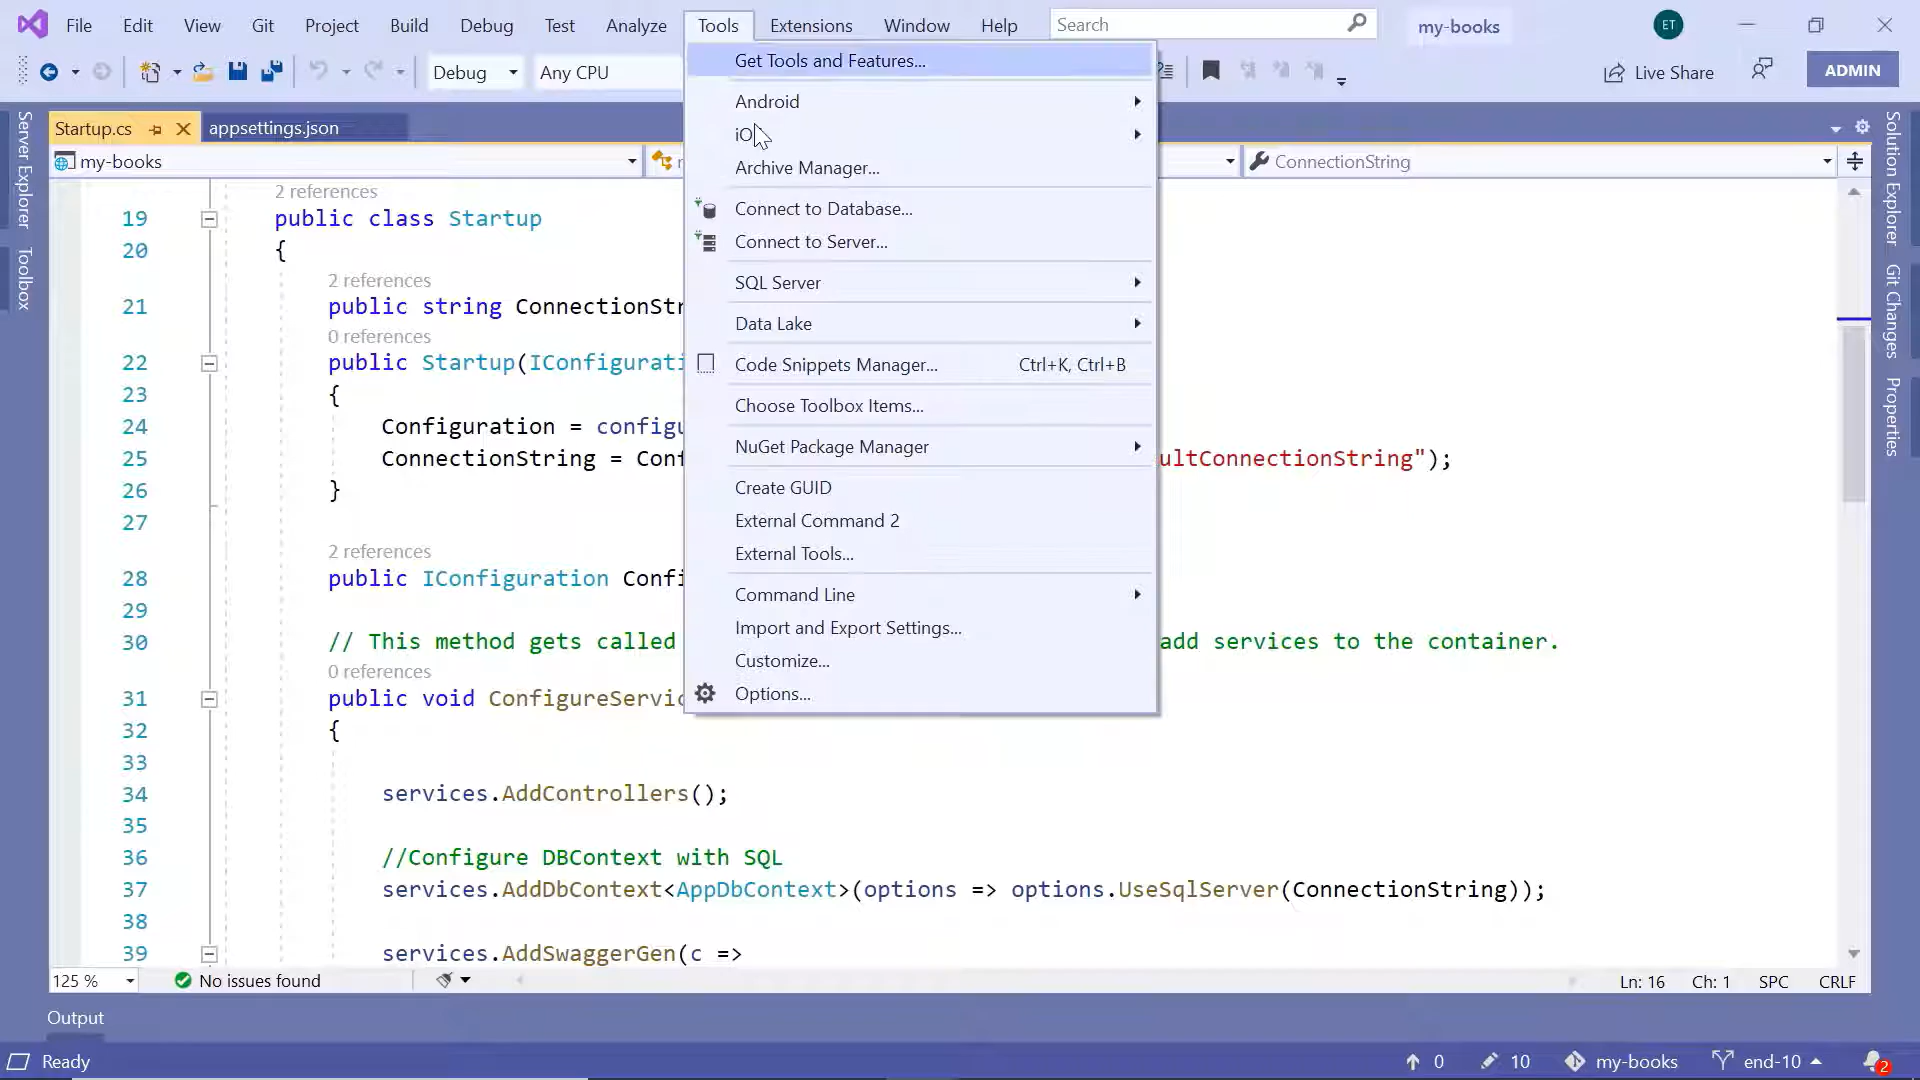 File Edit View Git Project Build Debug Test Analyze Tools Extensions Window Help Search my-books ET
Debug Any CPU Live Share ADMIN
Get Tools and Features...
Android
iO
Archive Manager...
Connect to Database...
Connect to Server...
SQL Server
Data Lake
Code Snippets Manager... Ctrl+K, Ctrl+B
Choose Toolbox Items...
NuGet Package Manager
Create GUID
External Command 2
External Tools...
Command Line
Import and Export Settings...
Customize...
Options...
Server Explorer
Toolbox
Startup.cs appsettings.json
my-books ConnectionString
2 references
19 public class Startup
20 {
2 references
21 public string ConnectionStr
0 references
22 public Startup(IConfigurati
23 {
24 Configuration = config
25 ConnectionString = Conf ultConnectionString");
26 }
27
2 references
28 public IConfiguration Confi
29
30 // This method gets called add services to the container.
0 references
31 public void ConfigureServic
32 {
33
34 services.AddControllers();
35
36 //Configure DBContext with SQL
37 services.AddDbContext<AppDbContext>(options => options.UseSqlServer(ConnectionString));
38
39 services.AddSwaggerGen(c =>
Solution Explorer
Git Changes
Properties
125 % No issues found Ln: 16 Ch: 1 SPC CRLF
Output
Ready 0 10 my-books end-10 2